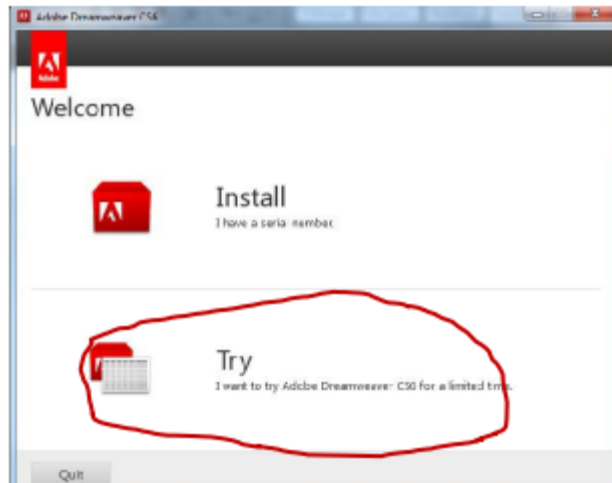 Adobe Dreamweaver CS6
Adobe
Welcome
Install
I have a serial number.
Try
I want to try Adobe Dreamweaver CS6 for a limited time.
Quit